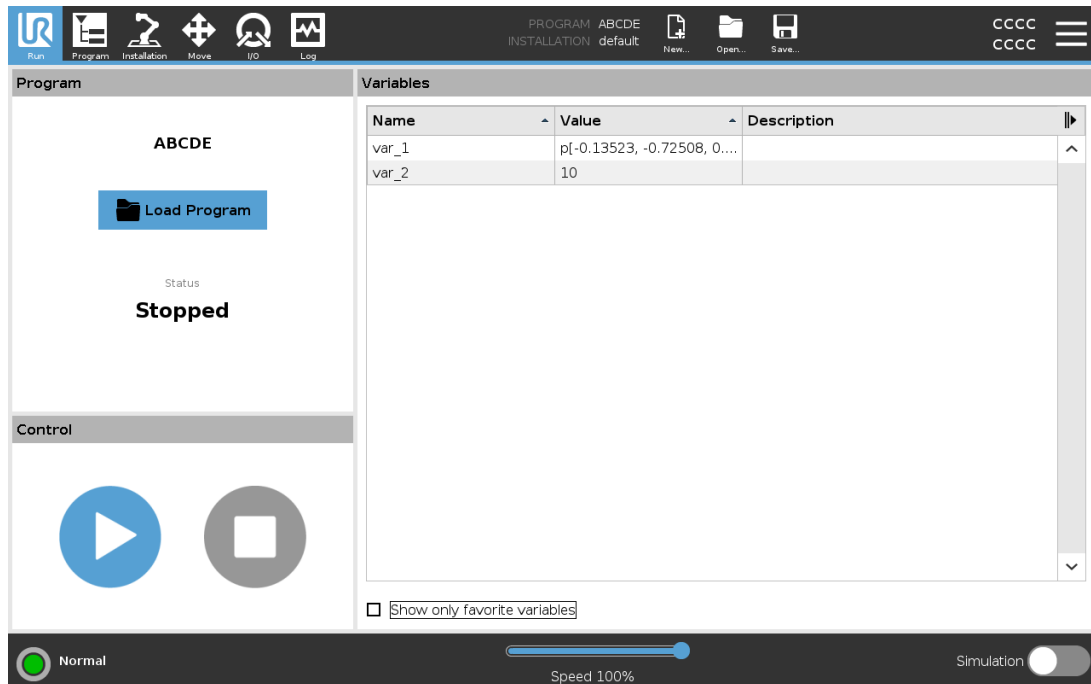 UR
Run Program Installation Move I/O Log
PROGRAM ABCDE
INSTALLATION default
New... Open... Save...
CCCC
CCCC
Program
ABCDE
Load Program
Status
Stopped
Control
Variables
Name Value Description
var_1 p[-0.13523, -0.72508, 0....
var_2 10
Show only favorite variables
Normal
Speed 100%
Simulation